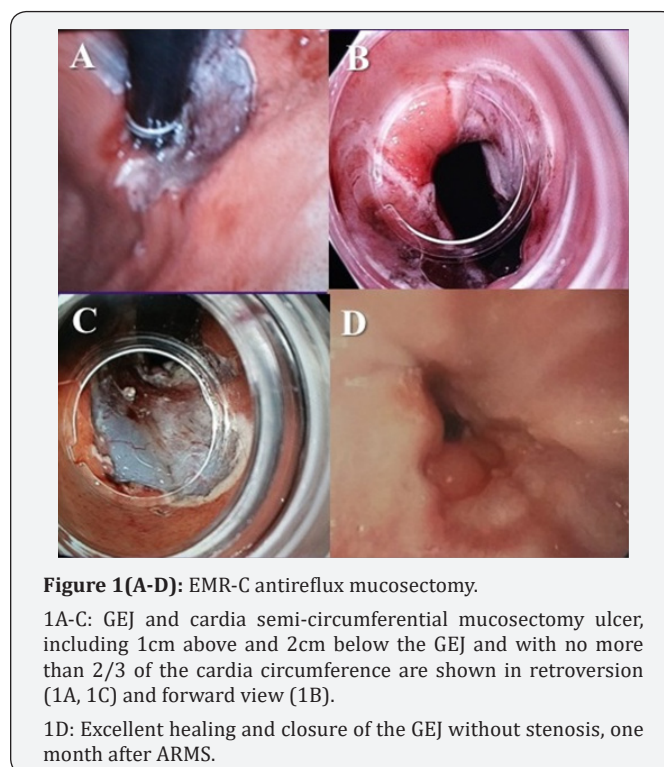 A
B
C
D
Figure 1(A-D): EMR-C antireflux mucosectomy.
1A-C: GEJ and cardia semi-circumferential mucosectomy ulcer,
including 1cm above and 2cm below the GEJ and with no more
than 2/3 of the cardia circumference are shown in retroversion
(1A, 1C) and forward view (1B).
1D: Excellent healing and closure of the GEJ without stenosis, one
month after ARMS.